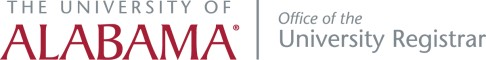 THE UNIVERSITY OF
ALABAMA®
Office of the
University Registrar